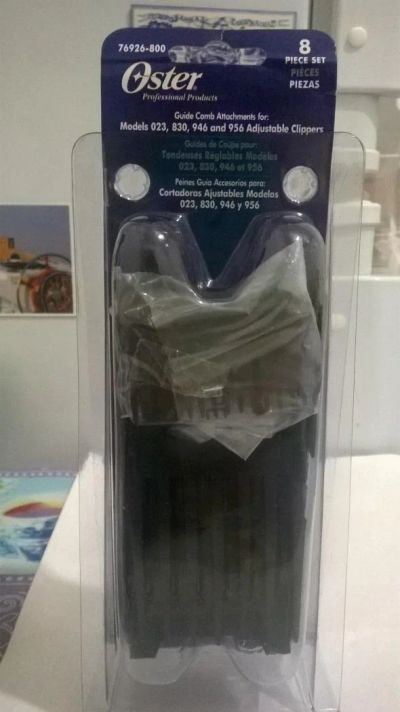 76926-800
8
PIECE SET
PIÈCES
PIEZAS
Oster
Professional Products
Guide Comb Attachments for:
Models 023, 830, 946 and 956 Adjustable Clippers
Guides de Coupe pour:
Tondeuses Réglables Modèles
023, 830, 946 et 956
Peines Guía Accesorios para:
Cortadoras Ajustables Modelos
023, 830, 946 y 956